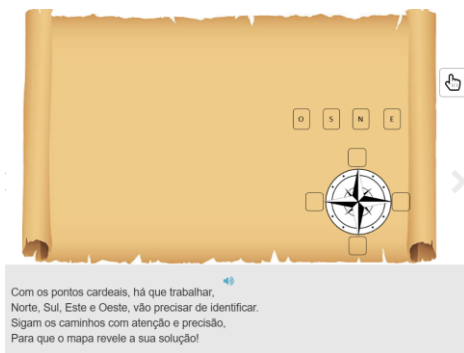 O S N E
Com os pontos cardeais, há que trabalhar,
Norte, Sul, Este e Oeste, vão precisar de identificar.
Sigam os caminhos com atenção e precisão,
Para que o mapa revele a sua solução!